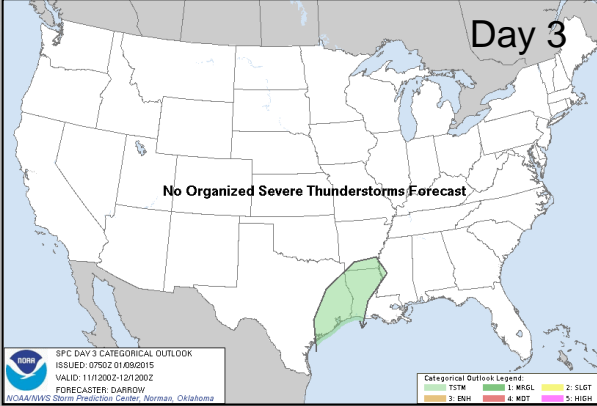 Day 3
No Organized Severe Thunderstorms Forecast
NOAA
SPC DAY 3 CATEGORICAL OUTLOOK
ISSUED: 0750Z 01/09/2015
VALID: 11/1200Z-12/1200Z
FORECASTER: DARROW
NOAA/NWS Storm Prediction Center, Norman, Oklahoma
Categorical Outlook Legend:
TSTM 1: MRGL 2: SLGT
3: ENH 4: MDT 5: HIGH